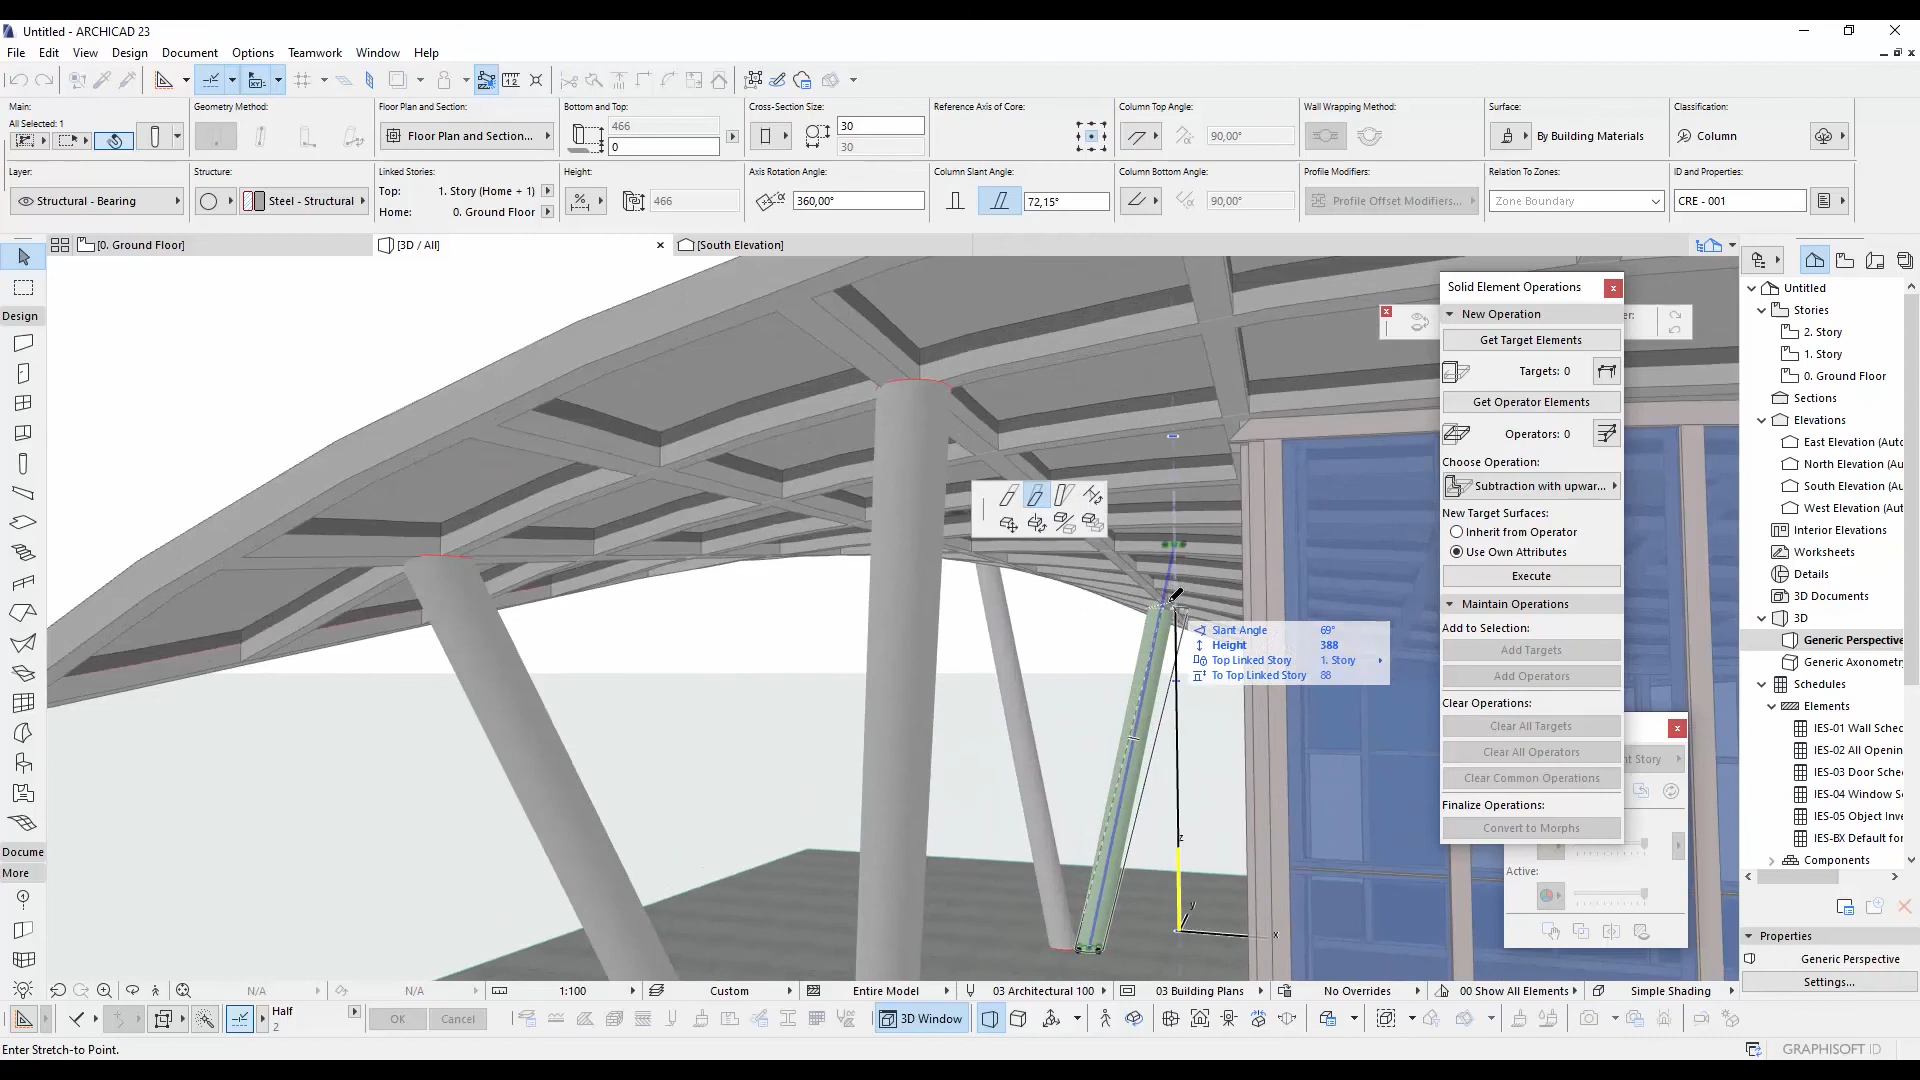 Untitled - ARCHICAD 23
File Edit View Design Document Options Teamwork Window Help
Main:
All Selected: 1
Geometry Method:
Floor Plan and Section:
Floor Plan and Section...
Bottom and Top:
466
0
Cross-Section Size:
30
30
Reference Axis of Core:
Column Top Angle:
90,00°
Wall Wrapping Method:
Surface:
By Building Materials
Classification:
Column
Layer:
Structural - Bearing
Structure:
Steel - Structural
Linked Stories:
Top: 1. Story (Home + 1)
Home: 0. Ground Floor
Height:
466
Axis Rotation Angle:
360,00°
Column Slant Angle:
72,15°
Column Bottom Angle:
90,00°
Profile Modifiers:
Profile Offset Modifiers...
Relation To Zones:
Zone Boundary
ID and Properties:
CRE - 001
[0. Ground Floor]
[3D / All]
[South Elevation]
Design
Docume
More
Slant Angle 69°
Height 388
Top Linked Story 1. Story
To Top Linked Story 88
z
y
x
Solid Element Operations
New Operation
Get Target Elements
Targets: 0
Get Operator Elements
Operators: 0
Choose Operation:
Subtraction with upwar...
New Target Surfaces:
Inherit from Operator
Use Own Attributes
Execute
Maintain Operations
Add to Selection:
Add Targets
Add Operators
Clear Operations:
Clear All Targets
Clear All Operators
Clear Common Operations
Finalize Operations:
Convert to Morphs
er:
nt Story
Active:
Untitled
Stories
2. Story
1. Story
0. Ground Floor
Sections
Elevations
East Elevation (Auto
North Elevation (Au
South Elevation (Au
West Elevation (Aut
Interior Elevations
Worksheets
Details
3D Documents
3D
Generic Perspective
Generic Axonometry
Schedules
Elements
IES-01 Wall Sched
IES-02 All Openin
IES-03 Door Sche
IES-04 Window S
IES-05 Object Inve
IES-BX Default for
Components
Properties
Generic Perspective
Settings...
N/A
N/A
1:100
Custom
Entire Model
03 Architectural 100
03 Building Plans
No Overrides
00 Show All Elements
Simple Shading
Half
2
OK
Cancel
3D Window
Enter Stretch-to Point.
GRAPHISOFT ID